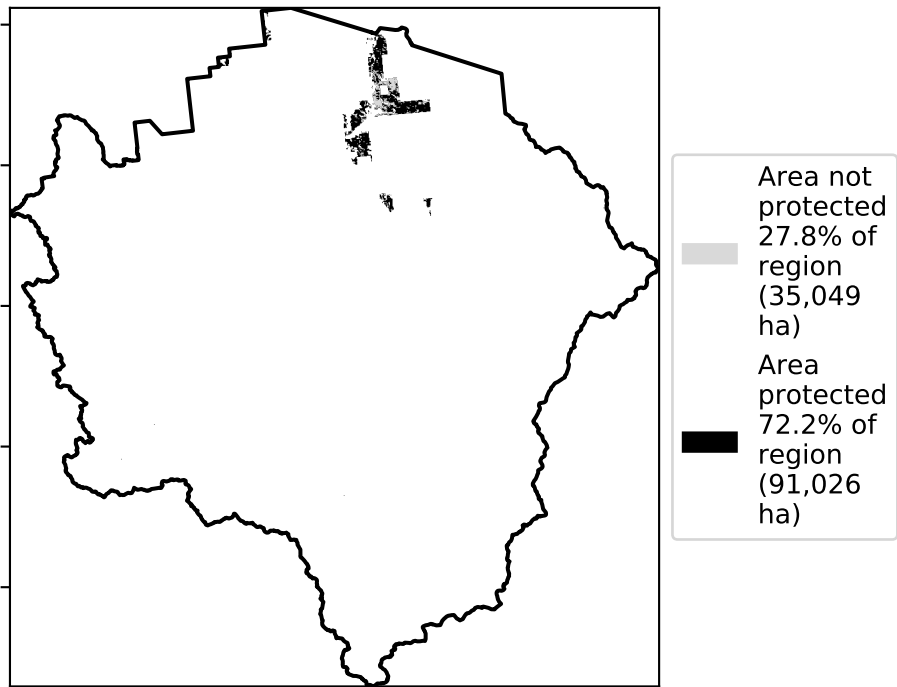 Area not
protected
27.8% of
region
(35,049
ha)
Area
protected
72.2% of
region
(91,026
ha)